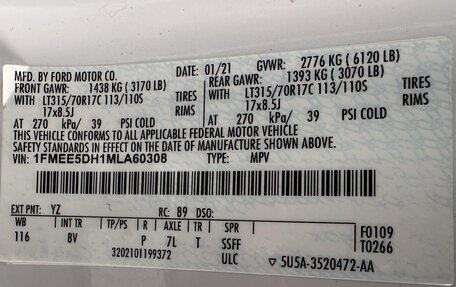 MFD. BY FORD MOTOR CO.
DATE: 01/21 GVWR: 2776 KG (6120 LB)
FRONT GAWR: 1438 KG (3170 LB) REAR GAWR: 1393 KG (3070 LB)
WITH LT315/70R17C 113/110S TIRES WITH LT315/70R17C 113/110S TIRES
17x8.5J RIMS 17x8.5J RIMS
AT 270 kPa/ 39 PSI COLD AT 270 kPa/ 39 PSI COLD
THIS VEHICLE CONFORMS TO ALL APPLICABLE FEDERAL MOTOR VEHICLE
SAFETY STANDARDS IN EFFECT ON THE DATE OF MANUFACTURE SHOWN ABOVE.
VIN: 1FMEE5DH1MLA60308 TYPE: MPV
EXT PNT: YZ RC: 89 DSO:
WB INT TR TP/PS R AXLE TR SPR F0109
116 8V P 7L T SSFF T0266
3202101199372 ULC ▽ 5U5A-3520472-AA